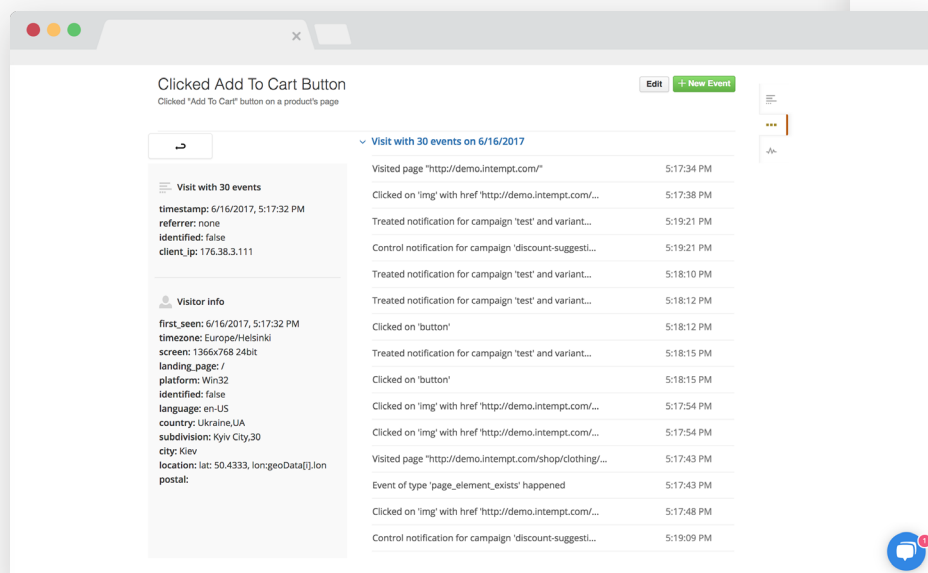 Clicked Add To Cart Button
Clicked "Add To Cart" button on a product's page
Edit
+ New Event
Visit with 30 events
timestamp: 6/16/2017, 5:17:32 PM
referrer: none
identified: false
client_ip: 176.38.3.111
Visitor info
first_seen: 6/16/2017, 5:17:32 PM
timezone: Europe/Helsinki
screen: 1366x768 24bit
landing_page: /
platform: Win32
identified: false
language: en-US
country: Ukraine,UA
subdivision: Kyiv City,30
city: Kiev
location: lat: 50.4333, lon:geoData[i].lon
postal:
Visit with 30 events on 6/16/2017
Visited page "http://demo.intempt.com/" 5:17:34 PM
Clicked on 'img' with href 'http://demo.intempt.com/... 5:17:38 PM
Treated notification for campaign 'test' and variant... 5:19:21 PM
Control notification for campaign 'discount-suggesti... 5:19:21 PM
Treated notification for campaign 'test' and variant... 5:18:10 PM
Treated notification for campaign 'test' and variant... 5:18:12 PM
Clicked on 'button' 5:18:12 PM
Treated notification for campaign 'test' and variant... 5:18:15 PM
Clicked on 'button' 5:18:15 PM
Clicked on 'img' with href 'http://demo.intempt.com/... 5:17:54 PM
Clicked on 'img' with href 'http://demo.intempt.com/... 5:17:54 PM
Visited page "http://demo.intempt.com/shop/clothing/... 5:17:43 PM
Event of type 'page_element_exists' happened 5:17:43 PM
Clicked on 'img' with href 'http://demo.intempt.com/... 5:17:48 PM
Control notification for campaign 'discount-suggesti... 5:19:09 PM
1